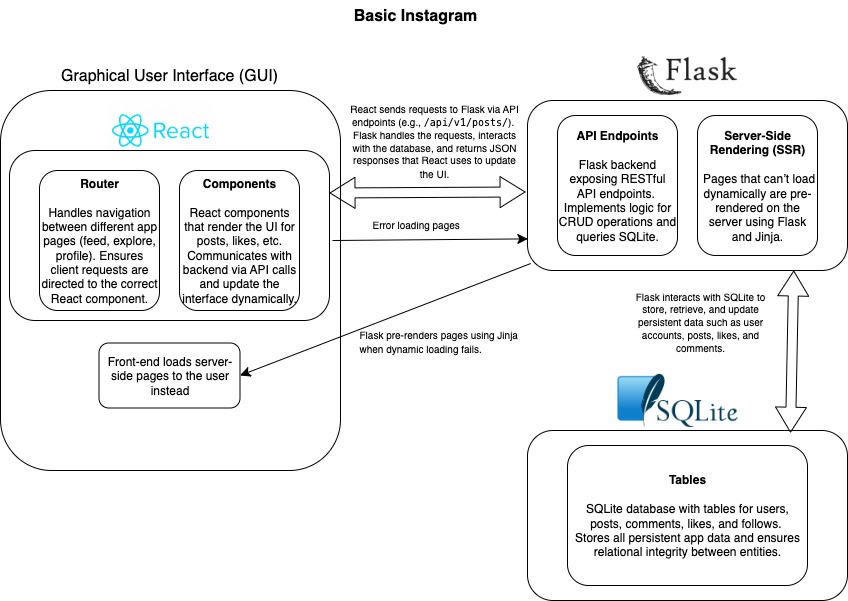 Basic Instagram
Graphical User Interface (GUI)
React
Router
Handles navigation
between different app
pages (feed, explore,
profile). Ensures
client requests are
directed to the correct
React component.
Components
React components
that render the UI for
posts, likes, etc.
Communicates with
backend via API calls
and update the
interface dynamically.
Front-end loads server-
side pages to the user
instead
React sends requests to Flask via API
endpoints (e.g., /api/v1/posts/).
Flask handles the requests, interacts
with the database, and returns JSON
responses that React uses to update
the UI.
Error loading pages
Flask pre-renders pages using Jinja
when dynamic loading fails.
Flask
API Endpoints
Flask backend
exposing RESTful
API endpoints.
Implements logic for
CRUD operations and
queries SQLite.
Server-Side
Rendering (SSR)
Pages that can't load
dynamically are pre-
rendered on the
server using Flask
and Jinja.
Flask interacts with SQLite to
store, retrieve, and update
persistent data such as user
accounts, posts, likes, and
comments.
SQLite
Tables
SQLite database with tables for users,
posts, comments, likes, and follows.
Stores all persistent app data and ensures
relational integrity between entities.